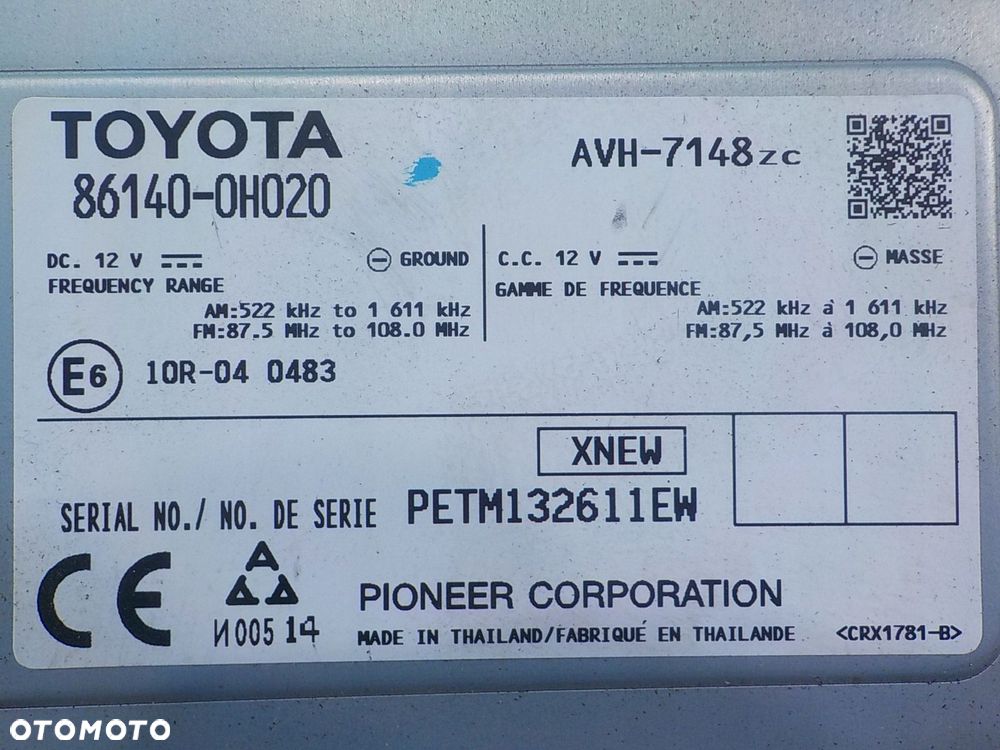 TOYOTA
86140-0H020
AVH-7148zc
DC. 12 V
GROUND
FREQUENCY RANGE
AM:522 kHz to 1 611 kHz
FM:87.5 MHz to 108.0 MHz
C.C. 12 V
MASSE
GAMME DE FREQUENCE
AM:522 kHz à 1 611 kHz
FM:87,5 MHz à 108,0 MHz
E6 10R-04 0483
XNEW
SERIAL NO./ NO. DE SERIE PETM132611EW
CE
И00514
PIONEER CORPORATION
MADE IN THAILAND/FABRIQUÉ EN THAILANDE <CRX1781-B>
OTOMOTO